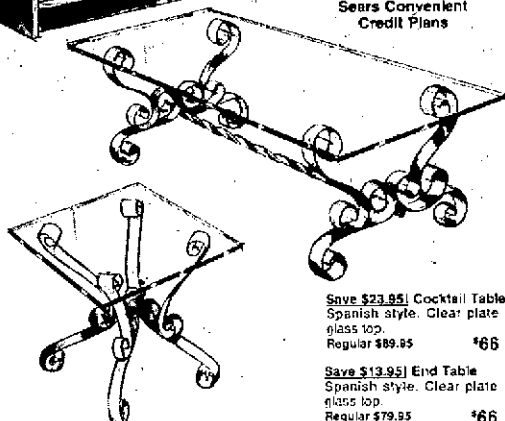 Sears Convenient
Credit Plans
Save $23.95! Cocktail Table
Spanish style. Clear plate
glass top.
Regular $89.95 $66
Save $13.95! End Table
Spanish style. Clear plate
glass top.
Regular $79.95 $66